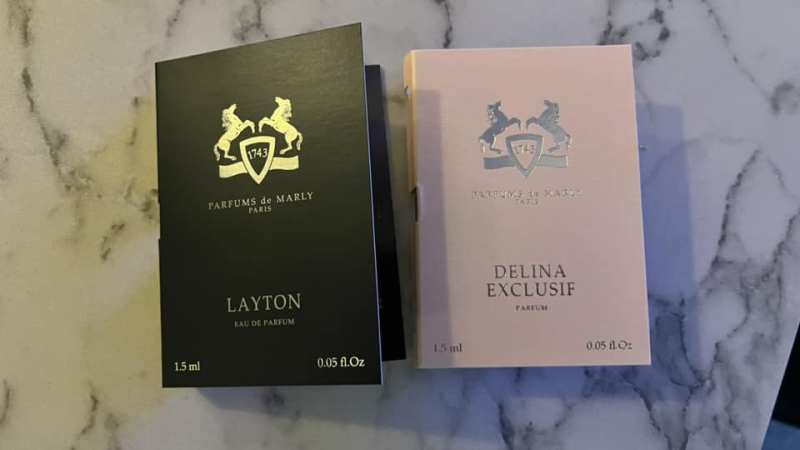 1743
PARFUMS de MARLY
PARIS
LAYTON
EAU DE PARFUM
1.5 ml 0.05 fl.Oz
1743
PARFUMS de MARLY
PARIS
DELINA
EXCLUSIF
PARFUM
1.5 ml 0.05 fl.Oz